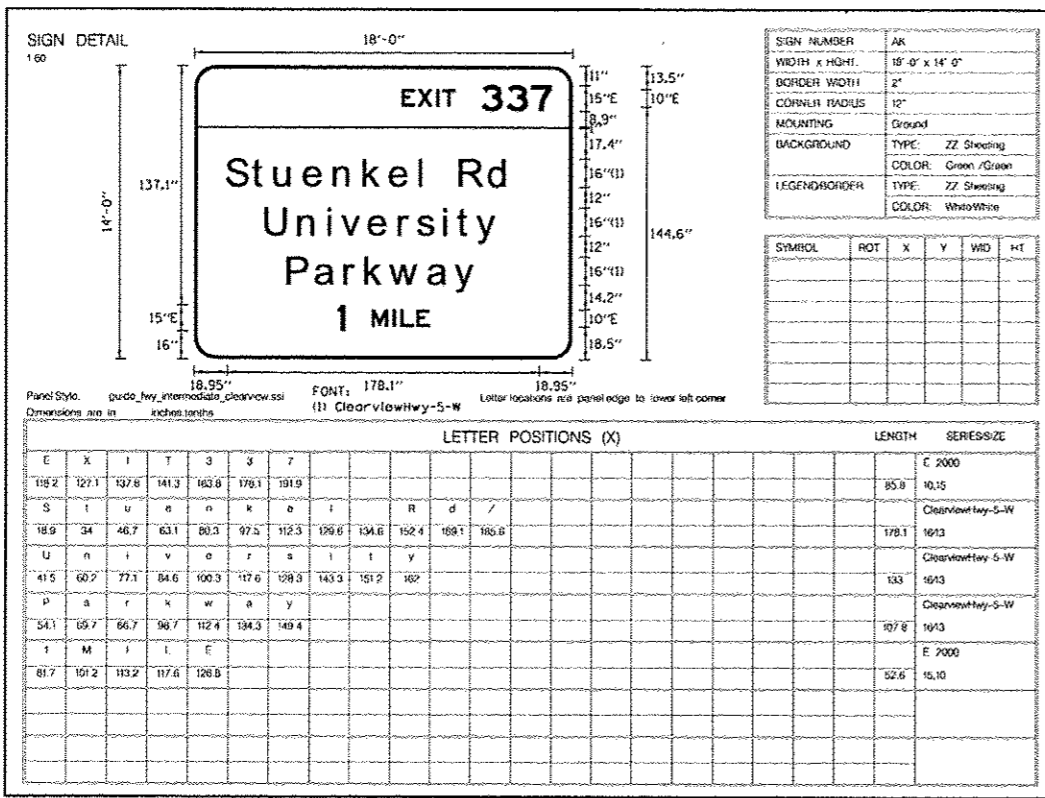 SIGN DETAIL
1:60
18'-0"
14'-0"
137.1"
15"E
16"
EXIT 337
Stuenkel Rd
University
Parkway
1 MILE
11"
15"E
8.9"
17.4"
16"(1)
12"
16"(1)
12"
16"(1)
14.2"
10"E
18.5"
13.5"
10"E
144.6"
18.95" 178.1" 18.95"
FONT:
(1) ClearviewHwy-5-W
Panel Style: guide_fwy_intermediate_clearview.ssi
Dimensions are in inches.tenths
Letter locations are panel edge to lower left corner
SIGN NUMBER AK
WIDTH x HGHT. 18'-0" x 14'-0"
BORDER WIDTH 2"
CORNER RADIUS 12"
MOUNTING Ground
BACKGROUND TYPE: ZZ Sheeting
COLOR: Green/Green
LEGEND/BORDER TYPE: ZZ Sheeting
COLOR: White/White
SYMBOL ROT X Y WID HT
LETTER POSITIONS (X) LENGTH SERIES/SIZE
E X I T 3 3 7 E 2000
118.2 127.1 137.8 141.3 163.8 178.1 191.9 85.8 10,15
S t u e n k e l R d / ClearviewHwy-5-W
18.9 34 46.7 63.1 80.3 97.5 112.3 129.6 134.6 152.4 169.1 185.6 178.1 16/13
U n i v e r s i t y ClearviewHwy-5-W
41.5 60.2 77.1 84.6 100.3 117.6 128.3 143.3 151.2 162 133 16/13
P a r k w a y ClearviewHwy-5-W
54.1 69.7 86.7 98.7 112.4 134.3 149.4 107.8 16/13
1 M I L E E 2000
81.7 101.2 113.2 117.6 126.8 52.6 15,10